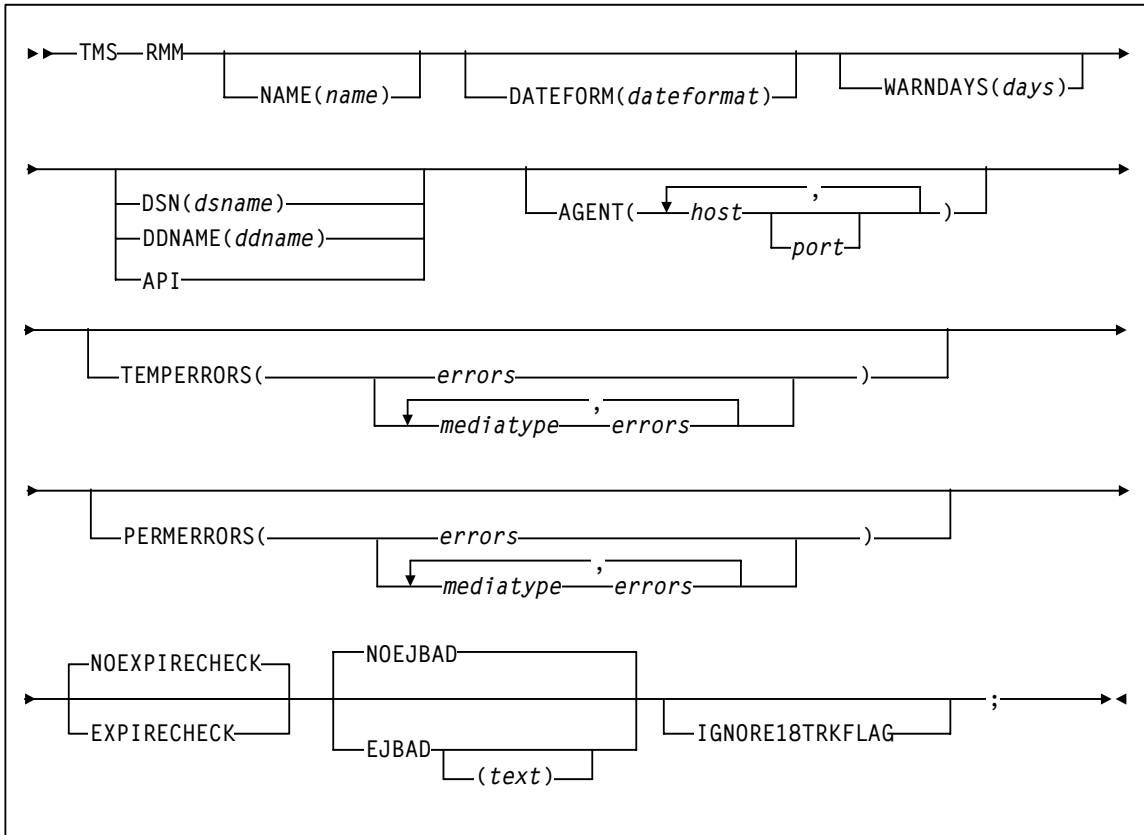 TMS RMM
NAME(name) DATEFORM(dateformat) WARNDAYS(days)
DSN(dsname) AGENT( host , )
DDNAME(ddname) port
API
TEMPERRORS( errors )
,
mediatype errors
PERMERRORS( errors )
,
mediatype errors
NOEXPIRECHECK NOEJBAD
;
EXPIRECHECK EJBAD IGNORE18TRKFLAG
(text)